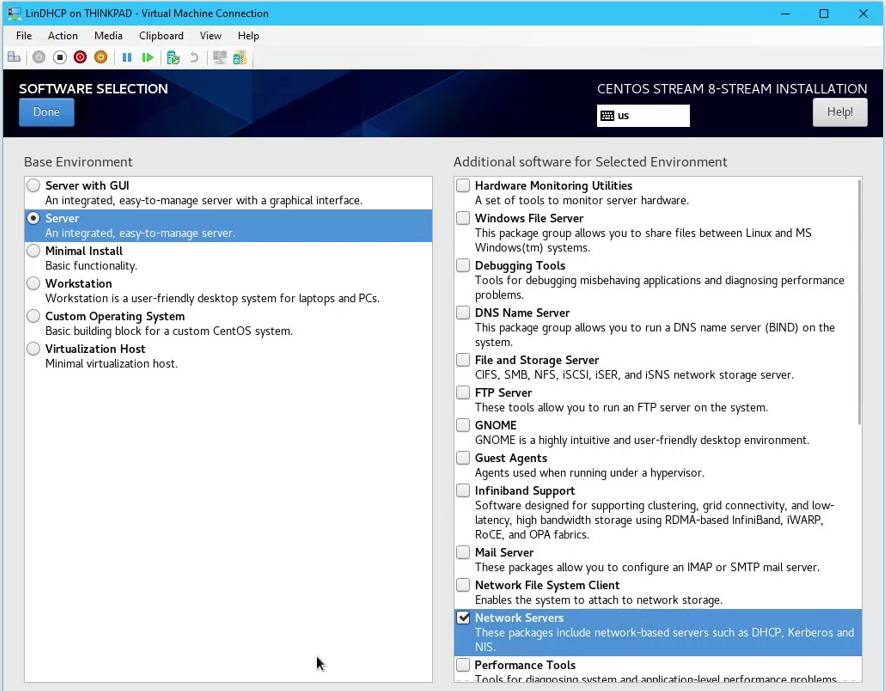 LinDHCP on THINKPAD - Virtual Machine Connection
File Action Media Clipboard View Help
SOFTWARE SELECTION
CENTOS STREAM 8-STREAM INSTALLATION
Done
us
Help!
Base Environment
Server with GUI
An integrated, easy-to-manage server with a graphical interface.
Server
An integrated, easy-to-manage server.
Minimal Install
Basic functionality.
Workstation
Workstation is a user-friendly desktop system for laptops and PCs.
Custom Operating System
Basic building block for a custom CentOS system.
Virtualization Host
Minimal virtualization host.
Additional software for Selected Environment
Hardware Monitoring Utilities
A set of tools to monitor server hardware.
Windows File Server
This package group allows you to share files between Linux and MS
Windows(tm) systems.
Debugging Tools
Tools for debugging misbehaving applications and diagnosing performance
problems.
DNS Name Server
This package group allows you to run a DNS name server (BIND) on the
system.
File and Storage Server
CIFS, SMB, NFS, iSCSI, iSER, and iSNS network storage server.
FTP Server
These tools allow you to run an FTP server on the system.
GNOME
GNOME is a highly intuitive and user-friendly desktop environment.
Guest Agents
Agents used when running under a hypervisor.
Infiniband Support
Software designed for supporting clustering, grid connectivity, and low-
latency, high bandwidth storage using RDMA-based InfiniBand, iWARP,
RoCE, and OPA fabrics.
Mail Server
These packages allow you to configure an IMAP or SMTP mail server.
Network File System Client
Enables the system to attach to network storage.
Network Servers
These packages include network-based servers such as DHCP, Kerberos and
NIS.
Performance Tools
Tools for diagnosing system and application-level performance problems.